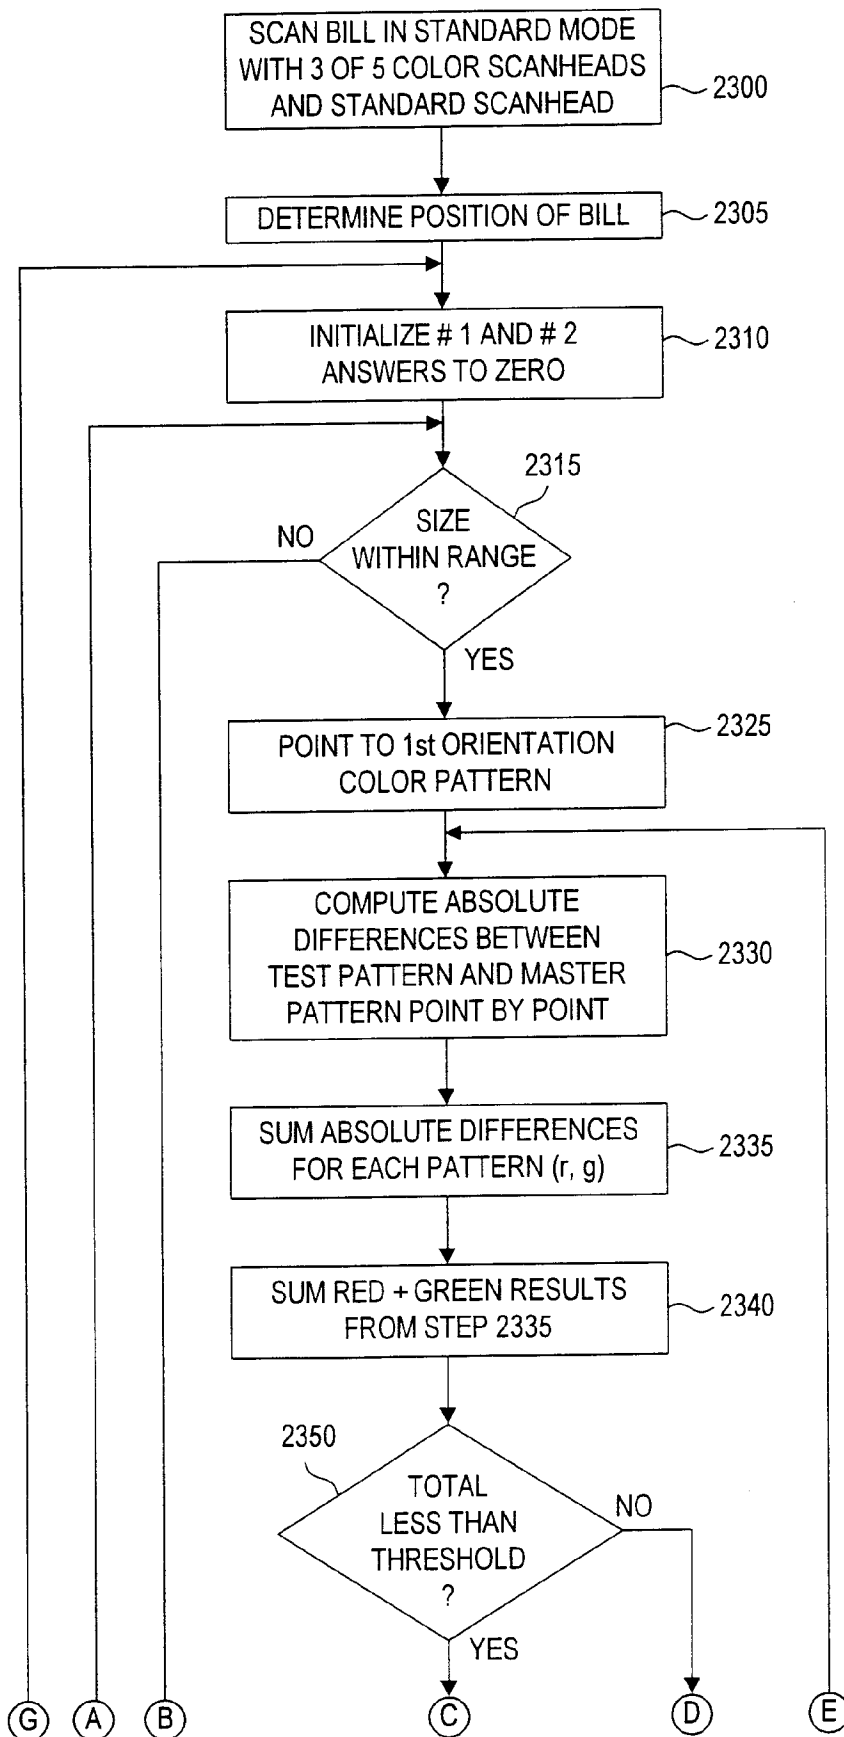 SCAN BILL IN STANDARD MODE
WITH 3 OF 5 COLOR SCANHEADS
AND STANDARD SCANHEAD
2300
DETERMINE POSITION OF BILL
2305
INITIALIZE # 1 AND # 2
ANSWERS TO ZERO
2310
2315
SIZE
WITHIN RANGE
?
NO
YES
POINT TO 1st ORIENTATION
COLOR PATTERN
2325
COMPUTE ABSOLUTE
DIFFERENCES BETWEEN
TEST PATTERN AND MASTER
PATTERN POINT BY POINT
2330
SUM ABSOLUTE DIFFERENCES
FOR EACH PATTERN (r, g)
2335
SUM RED + GREEN RESULTS
FROM STEP 2335
2340
2350
TOTAL
LESS THAN
THRESHOLD
?
NO
YES
G
A
B
C
D
E